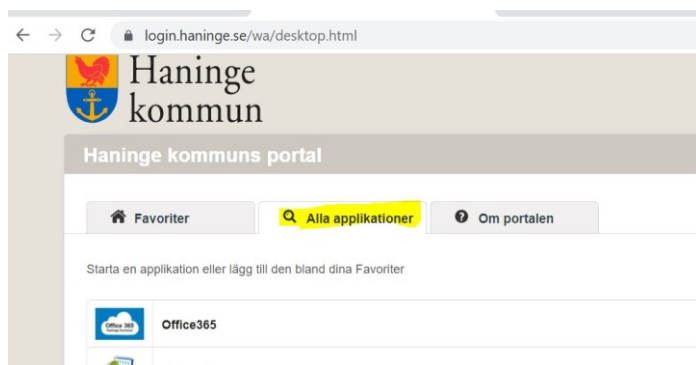 login.haninge.se/wa/desktop.html
Haninge
kommun
Haninge kommuns portal
Favoriter
Alla applikationer
Om portalen
Starta en applikation eller lägg till den bland dina Favoriter
Office 365
Office365